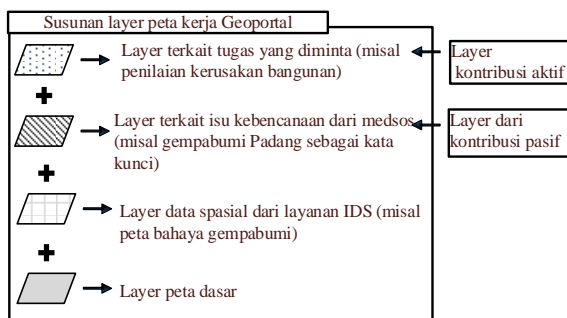 Susunan layer peta kerja Geoportal
Layer terkait tugas yang diminta (misal
penilaian kerusakan bangunan)
Layer
kontribusi aktif
+
Layer terkait isu kebencanaan dari medsos
(misal gempabumi Padang sebagai kata
kunci)
Layer dari
kontribusi pasif
+
Layer data spasial dari layanan IDS (misal
peta bahaya gempabumi)
+
Layer peta dasar